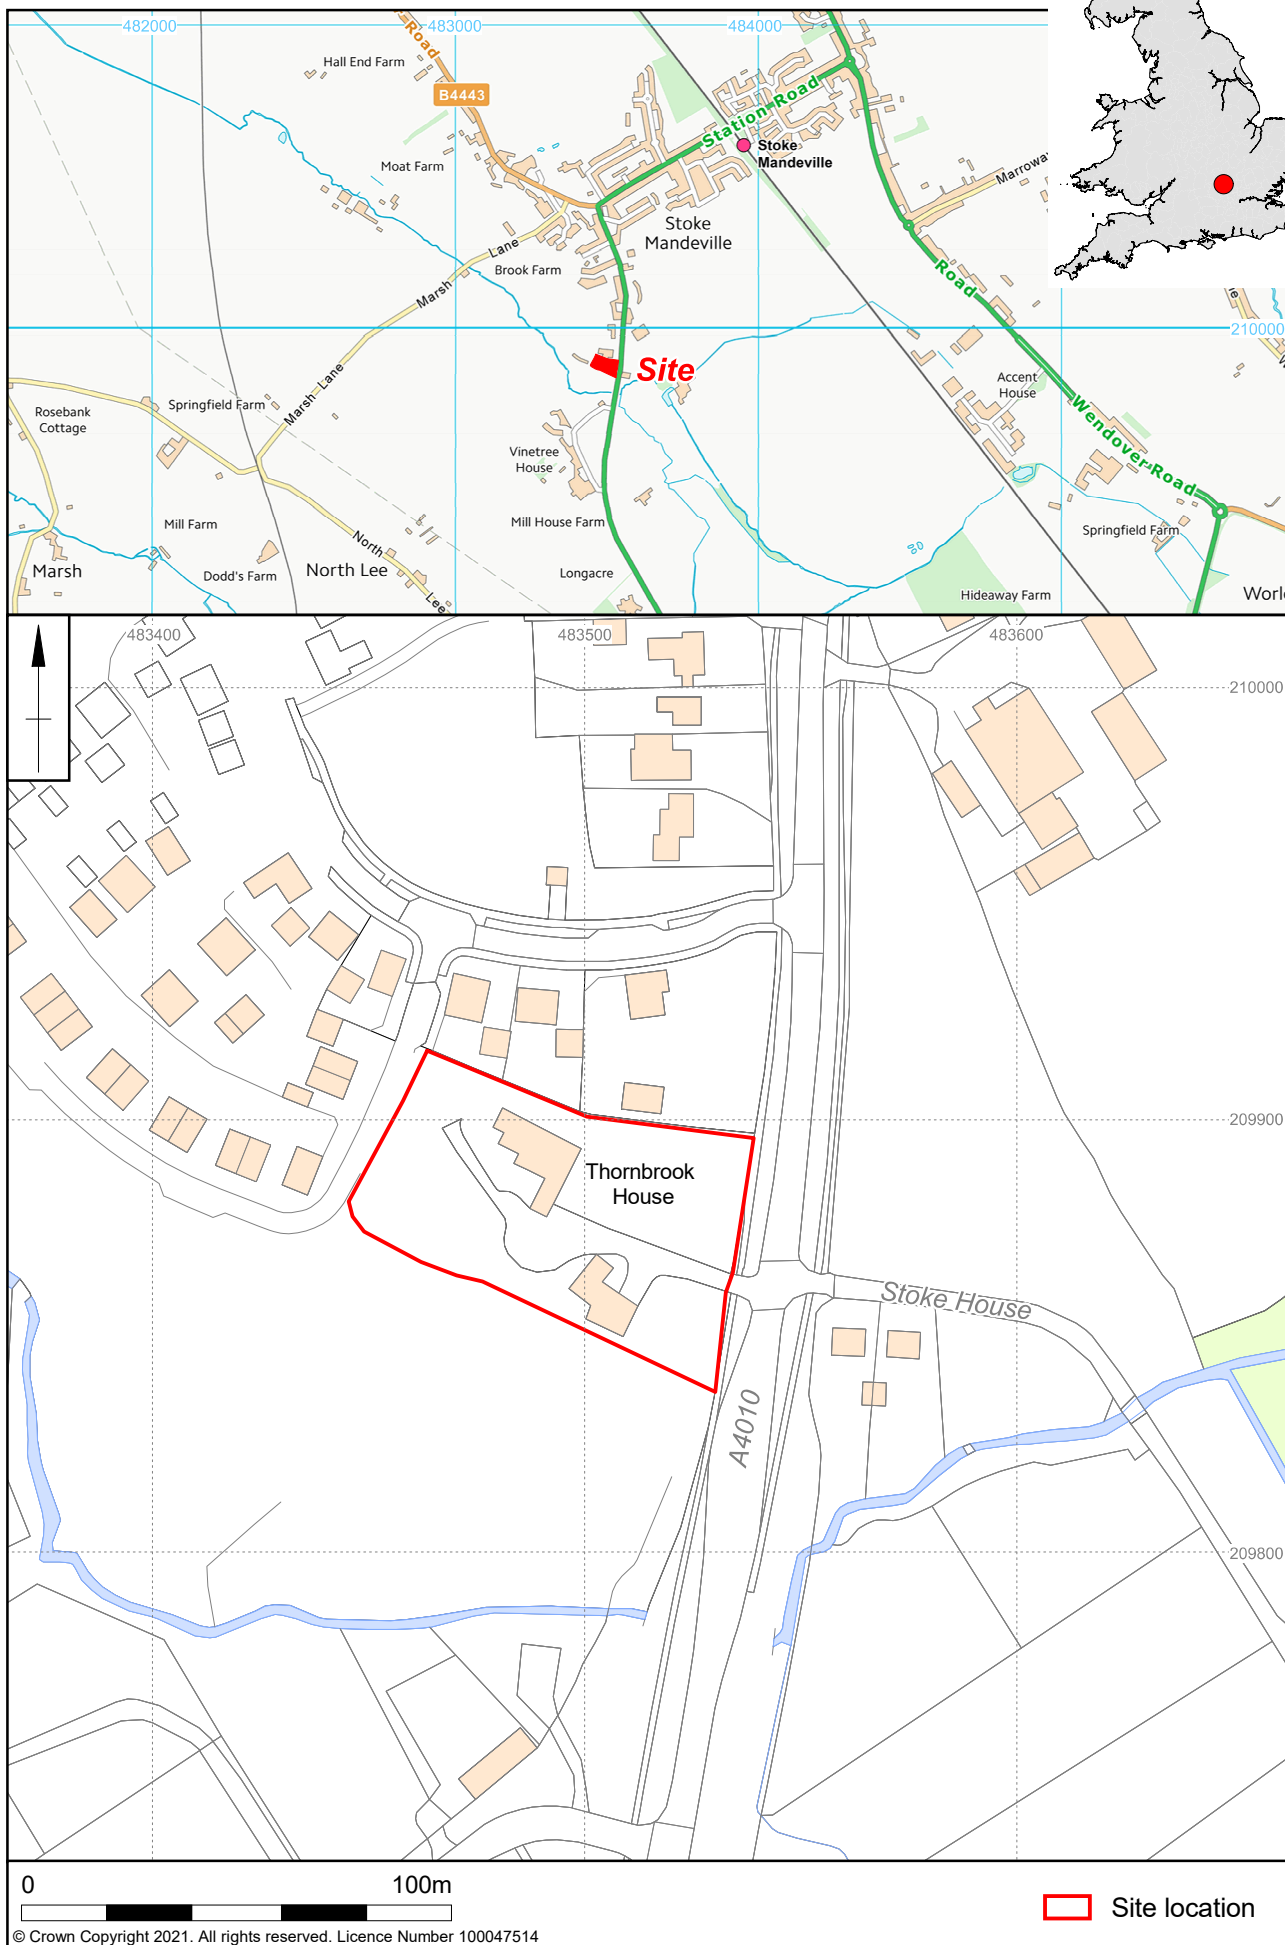 482000
483000
484000
Road
Hall End Farm
B4443
Station Road
Stoke
Mandeville
Moat Farm
Marroway
Stoke
Mandeville
Lane
Brook Farm
Marsh
Road
210000
Site
Marsh Lane
Accent
House
Springfield Farm
Rosebank
Cottage
Wendover Road
Vinetree
House
Mill Farm
Mill House Farm
Springfield Farm
North
Marsh
Dodd's Farm
North Lee
Longacre
Hideaway Farm
Lee
483400
483500
483600
210000
209900
Thornbrook
House
Stoke House
A4010
209800
0
100m
Site location
© Crown Copyright 2021. All rights reserved. Licence Number 100047514